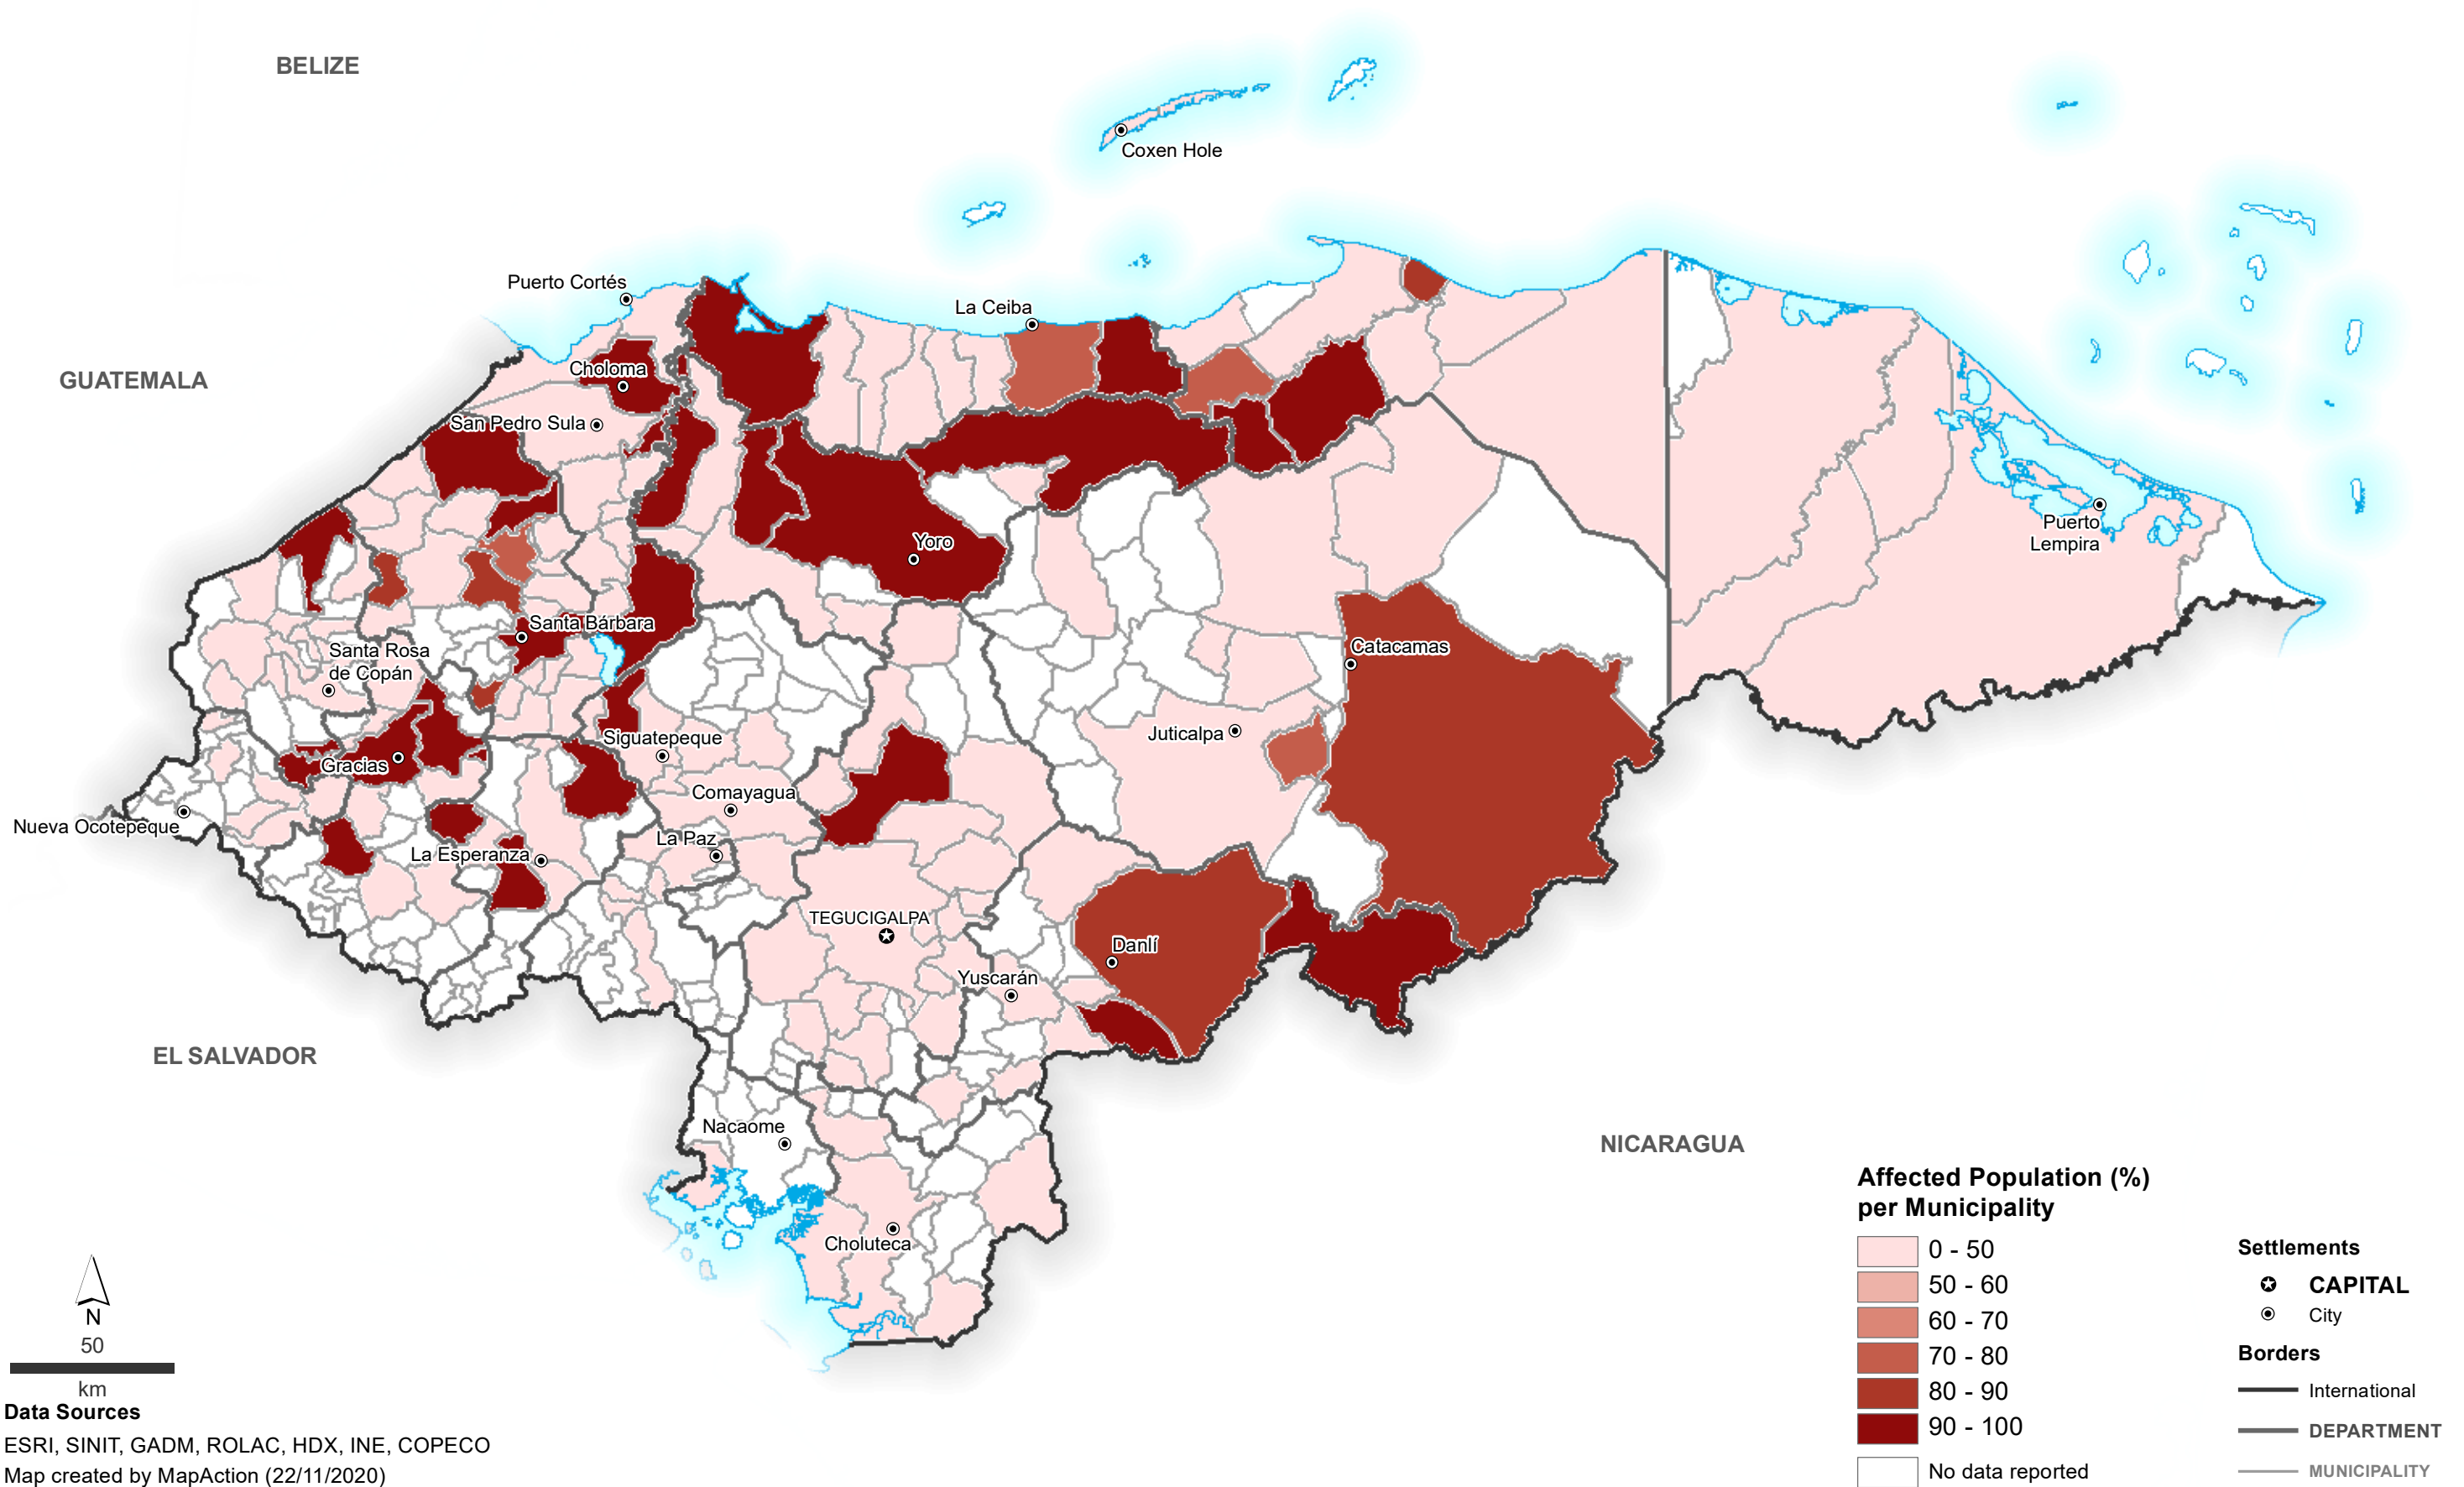 BELIZE
Coxen Hole
Puerto Cortés
La Ceiba
GUATEMALA
Choloma
San Pedro Sula
Puerto
Lempira
Yoro
Santa Bárbara
Santa Rosa
de Copán
Catacamas
Juticalpa
Siguatepeque
Gracias
Comayagua
Nueva Ocotepeque
La Paz
La Esperanza
TEGUCIGALPA
Danlí
Yuscarán
EL SALVADOR
Nacaome
NICARAGUA
Choluteca
Affected Population (%)
per Municipality
0 - 50
50 - 60
60 - 70
70 - 80
80 - 90
90 - 100
No data reported
Settlements
CAPITAL
City
Borders
International
DEPARTMENT
MUNICIPALITY
N
50
km
Data Sources
ESRI, SINIT, GADM, ROLAC, HDX, INE, COPECO
Map created by MapAction (22/11/2020)